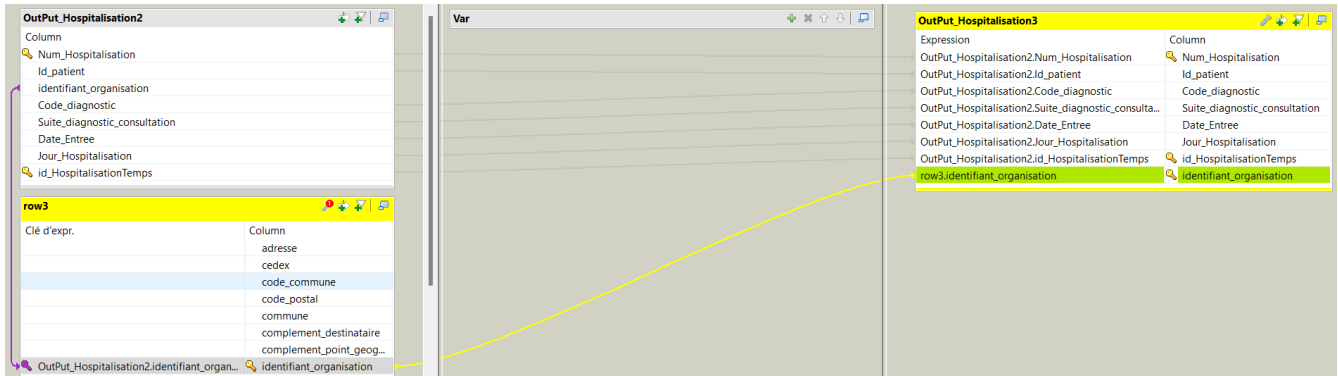 OutPut_Hospitalisation2
Column
Num_Hospitalisation
Id_patient
identifiant_organisation
Code_diagnostic
Suite_diagnostic_consultation
Date_Entree
Jour_Hospitalisation
id_HospitalisationTemps
row3
Clé d'expr. Column
adresse
cedex
code_commune
code_postal
commune
complement_destinataire
complement_point_geog...
OutPut_Hospitalisation2.identifiant_organ... identifiant_organisation
Var
OutPut_Hospitalisation3
Expression Column
OutPut_Hospitalisation2.Num_Hospitalisation Num_Hospitalisation
OutPut_Hospitalisation2.Id_patient Id_patient
OutPut_Hospitalisation2.Code_diagnostic Code_diagnostic
OutPut_Hospitalisation2.Suite_diagnostic_consulta... Suite_diagnostic_consultation
OutPut_Hospitalisation2.Date_Entree Date_Entree
OutPut_Hospitalisation2.Jour_Hospitalisation Jour_Hospitalisation
OutPut_Hospitalisation2.id_HospitalisationTemps id_HospitalisationTemps
row3.identifiant_organisation identifiant_organisation